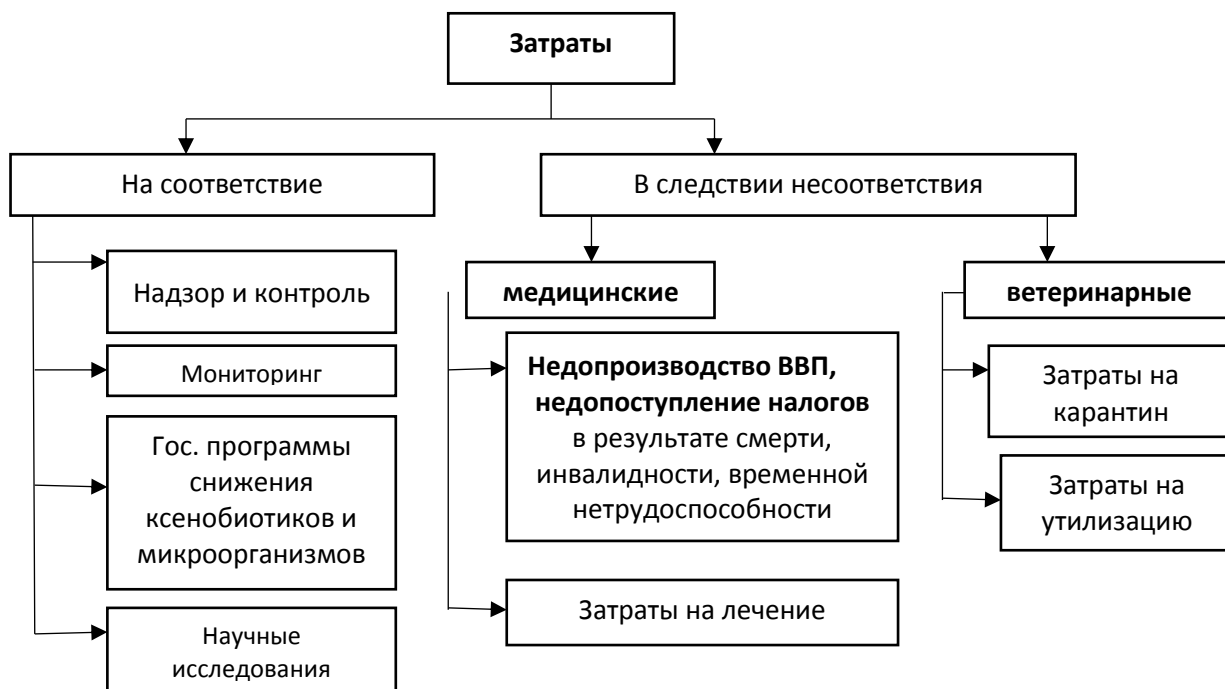 Затраты
На соответствие
В следствии несоответствия
Надзор и контроль
Мониторинг
Гос. программы
снижения
ксенобиотиков и
микроорганизмов
Научные
исследования
медицинские
Недопроизводство ВВП,
недопоступление налогов
в результате смерти,
инвалидности, временной
нетрудоспособности
Затраты на лечение
ветеринарные
Затраты на
карантин
Затраты на
утилизацию